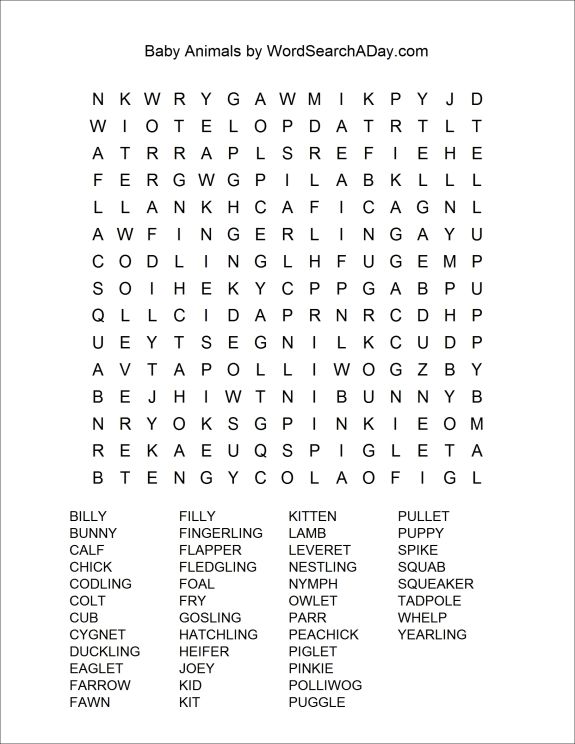 Baby Animals by WordSearchADay.com
N K W R Y G A W M I K P Y J D
W I O T E L O P D A T R T L T
A T R R A P L S R E F I E H E
F E R G W G P I L A B K L L L
L L A N K H C A F I C A G N L
A W F I N G E R L I N G A Y U
C O D L I N G L H F U G E M P
S O I H E K Y C P P G A B P U
Q L L C I D A P R N R C D H P
U E Y T S E G N I L K C U D P
A V T A P O L L I W O G Z B Y
B E J H I W T N I B U N N Y B
N R Y O K S G P I N K I E O M
R E K A E U Q S P I G L E T A
B T E N G Y C O L A O F I G L
BILLY FILLY KITTEN PULLET
BUNNY FINGERLING LAMB PUPPY
CALF FLAPPER LEVERET SPIKE
CHICK FLEDGLING NESTLING SQUAB
CODLING FOAL NYMPH SQUEAKER
COLT FRY OWLET TADPOLE
CUB GOSLING PARR WHELP
CYGNET HATCHLING PEACHICK YEARLING
DUCKLING HEIFER PIGLET
EAGLET JOEY PINKIE
FARROW KID POLLIWOG
FAWN KIT PUGGLE